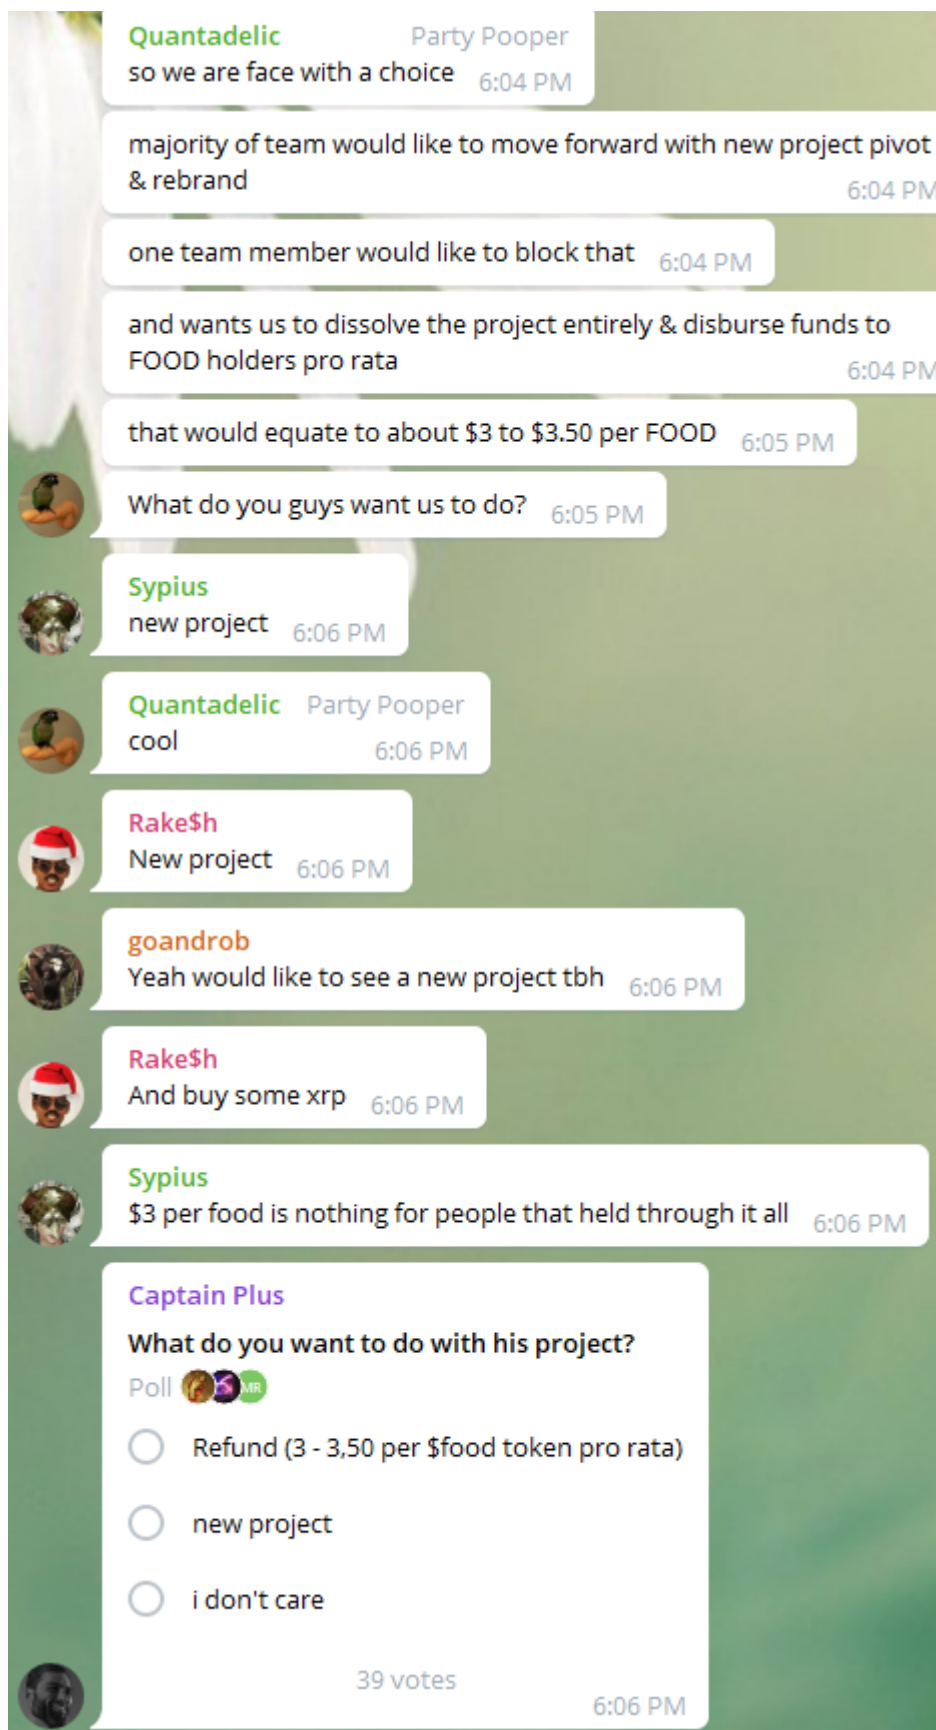 Quantadelic Party Pooper
so we are face with a choice 6:04 PM
majority of team would like to move forward with new project pivot
& rebrand 6:04 PM
one team member would like to block that 6:04 PM
and wants us to dissolve the project entirely & disburse funds to
FOOD holders pro rata 6:04 PM
that would equate to about $3 to $3.50 per FOOD 6:05 PM
What do you guys want us to do? 6:05 PM
Sypius
new project 6:06 PM
Quantadelic Party Pooper
cool 6:06 PM
Rake$h
New project 6:06 PM
goandrob
Yeah would like to see a new project tbh 6:06 PM
Rake$h
And buy some xrp 6:06 PM
Sypius
$3 per food is nothing for people that held through it all 6:06 PM
Captain Plus
What do you want to do with his project?
Poll MR
Refund (3 - 3,50 per $food token pro rata)
new project
i don't care
39 votes
6:06 PM